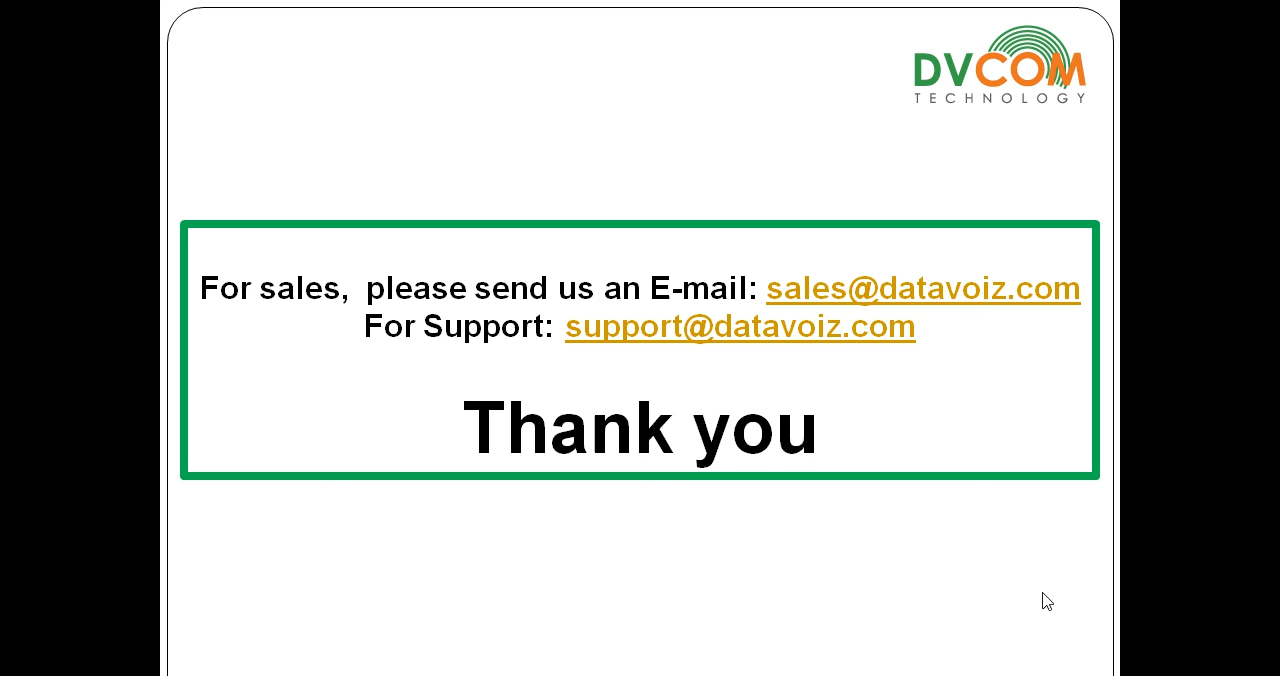 DVCOM
TECHNOLOGY
For sales,  please send us an E-mail: sales@datavoiz.com
For Support: support@datavoiz.com
Thank you